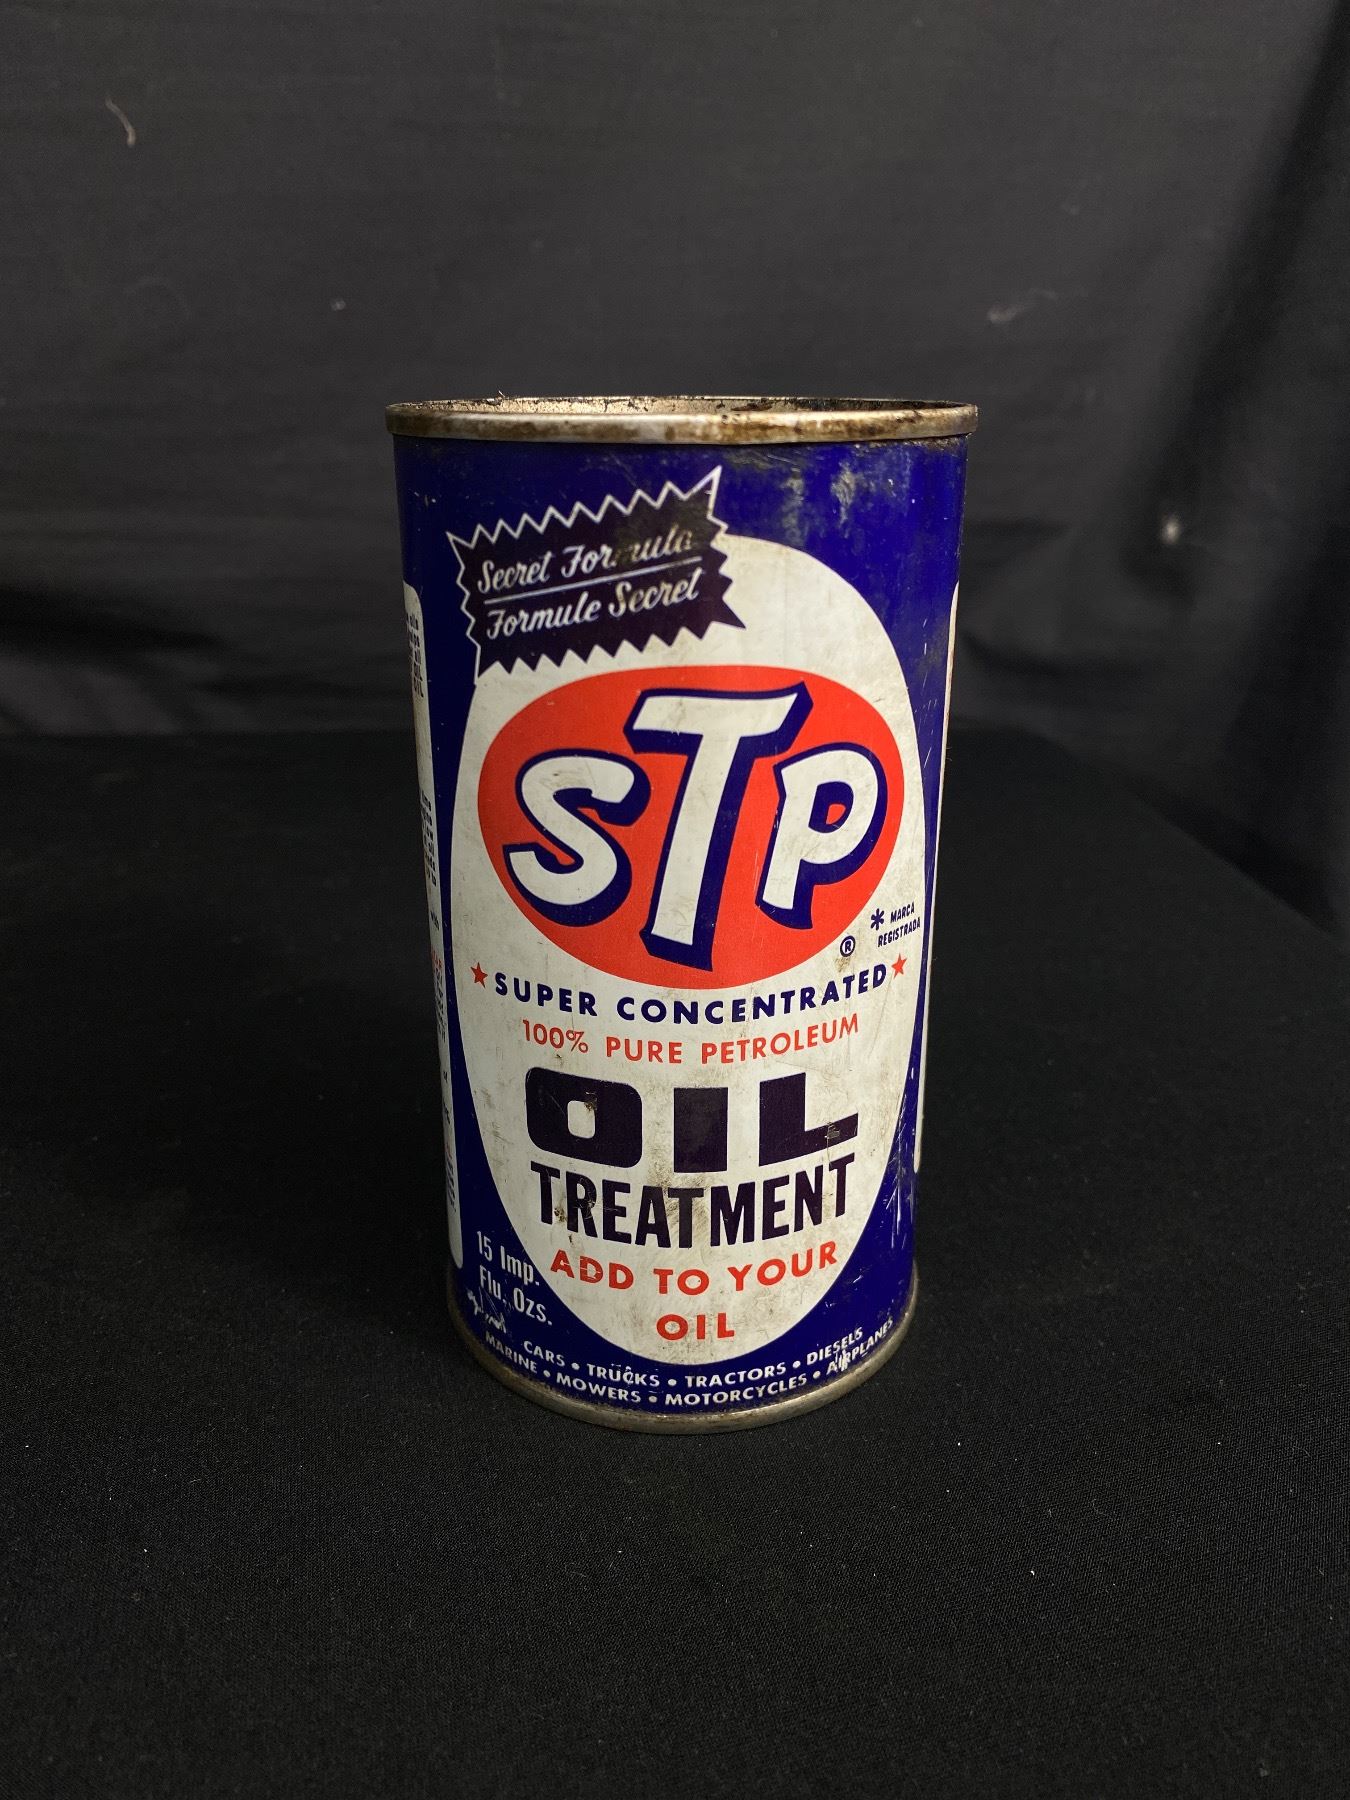 Secret Formula
Formule Secret
STP
®
* MARCA
REGISTRADA
SUPER CONCENTRATED
100% PURE PETROLEUM
OIL
TREATMENT
ADD TO YOUR
OIL
15 Imp.
Flu. Ozs.
CARS • TRUCKS • TRACTORS • DIESELS
MARINE • MOWERS • MOTORCYCLES • AIRPLANES